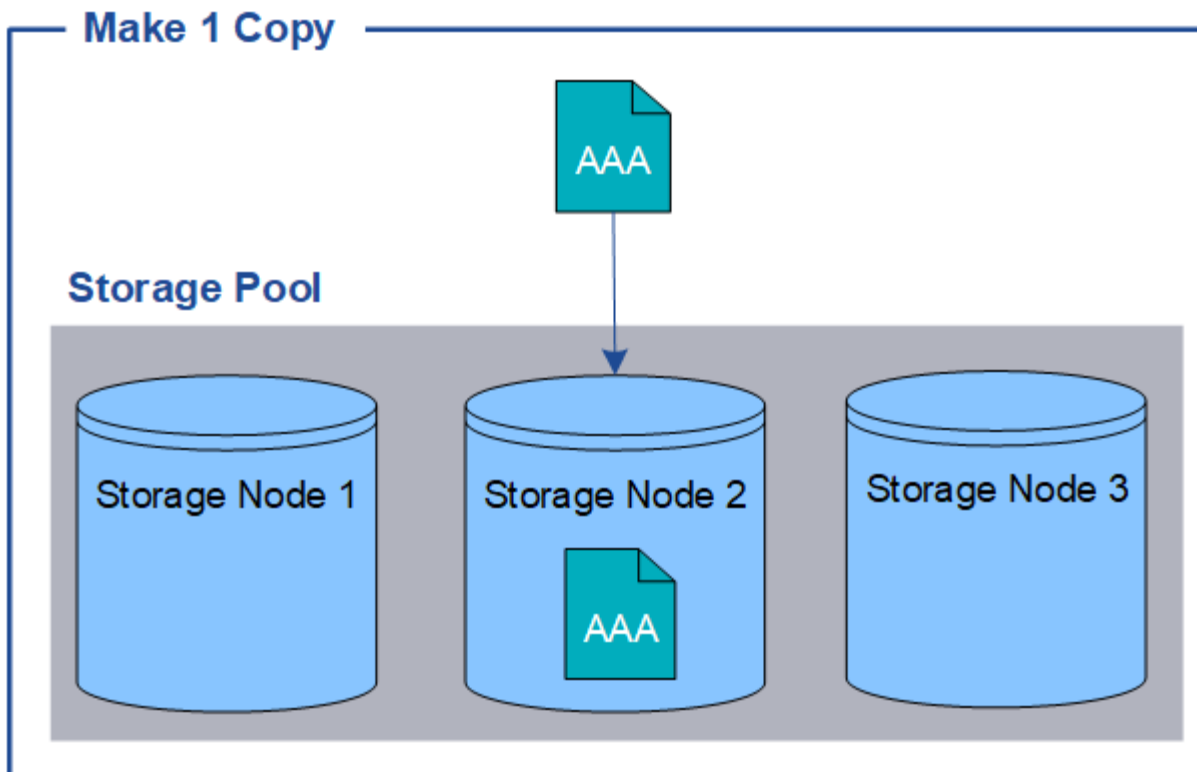 Make 1 Copy
AAA
Storage Pool
Storage Node 1
Storage Node 2
Storage Node 3
AAA